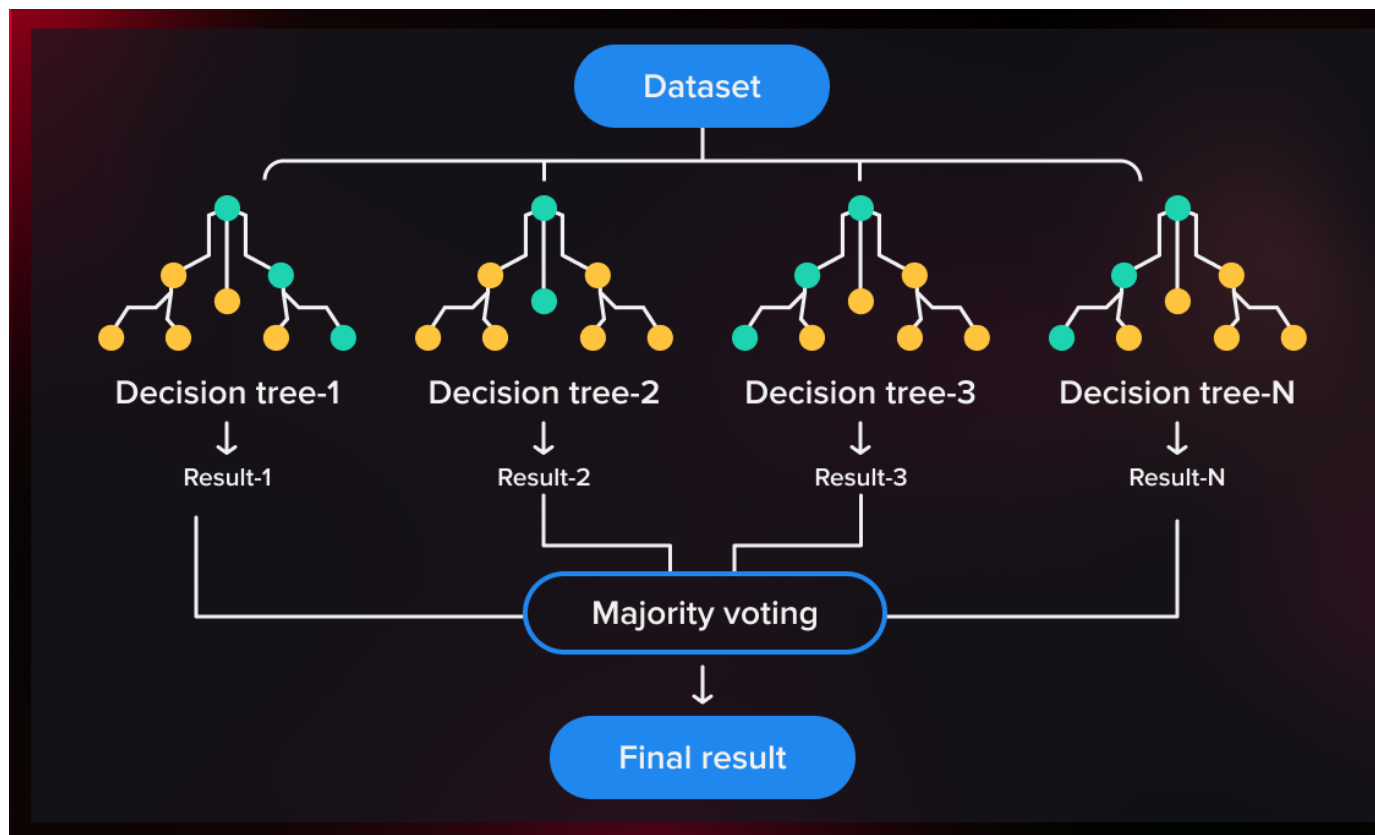 Dataset
Decision tree-1
Decision tree-2
Decision tree-3
Decision tree-N
Result-1
Result-2
Result-3
Result-N
Majority voting
Final result